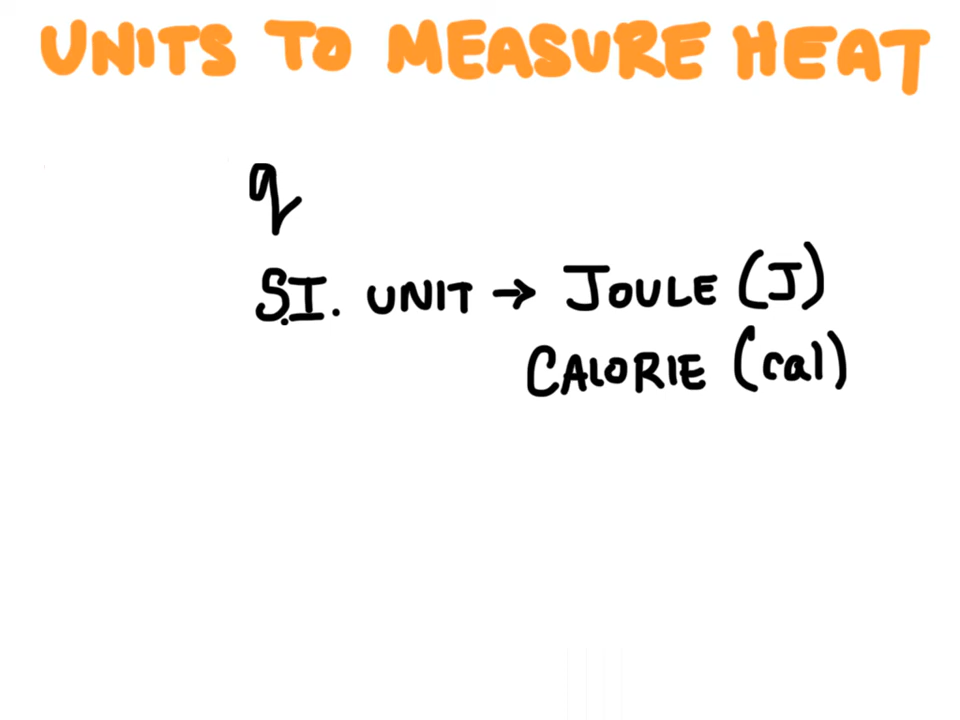 UNITS TO MEASURE HEAT
q
S.I. UNIT → JOULE (J)
CALORIE (cal)